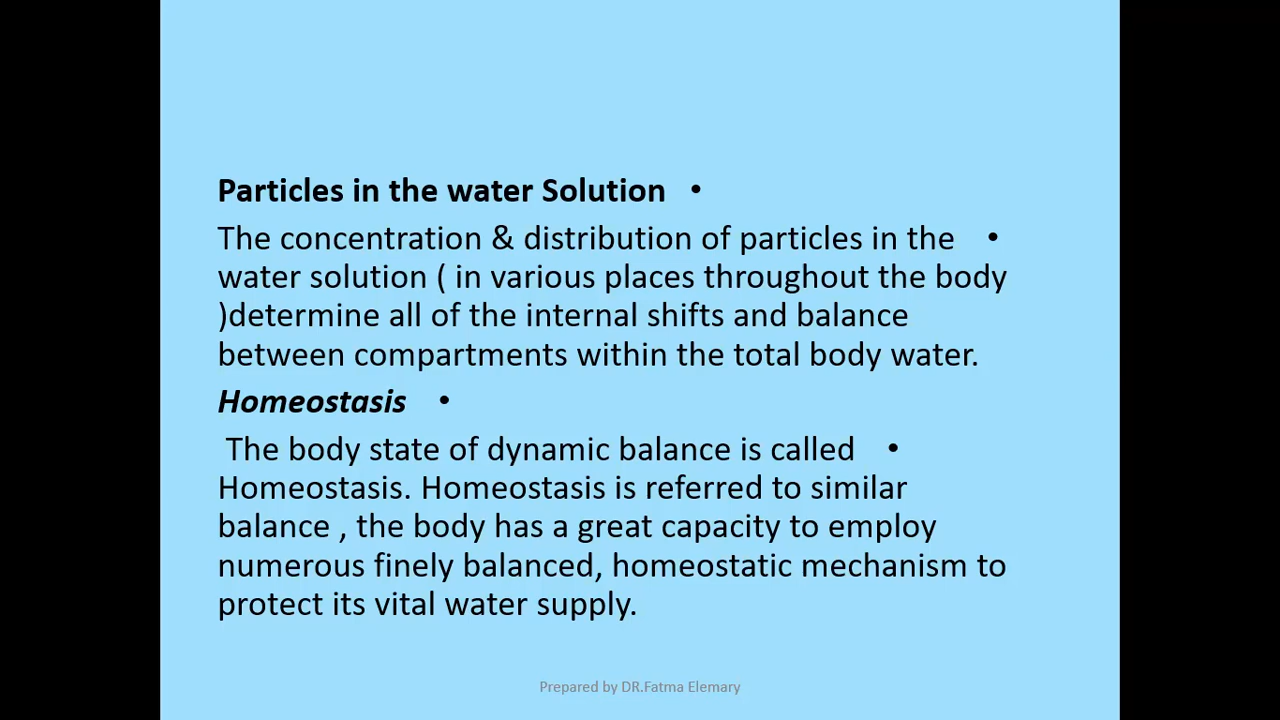 Particles in the water Solution •
The concentration & distribution of particles in the •
water solution ( in various places throughout the body
)determine all of the internal shifts and balance
between compartments within the total body water.
Homeostasis •
The body state of dynamic balance is called •
Homeostasis. Homeostasis is referred to similar
balance , the body has a great capacity to employ
numerous finely balanced, homeostatic mechanism to
protect its vital water supply.
Prepared by DR.Fatma Elemary